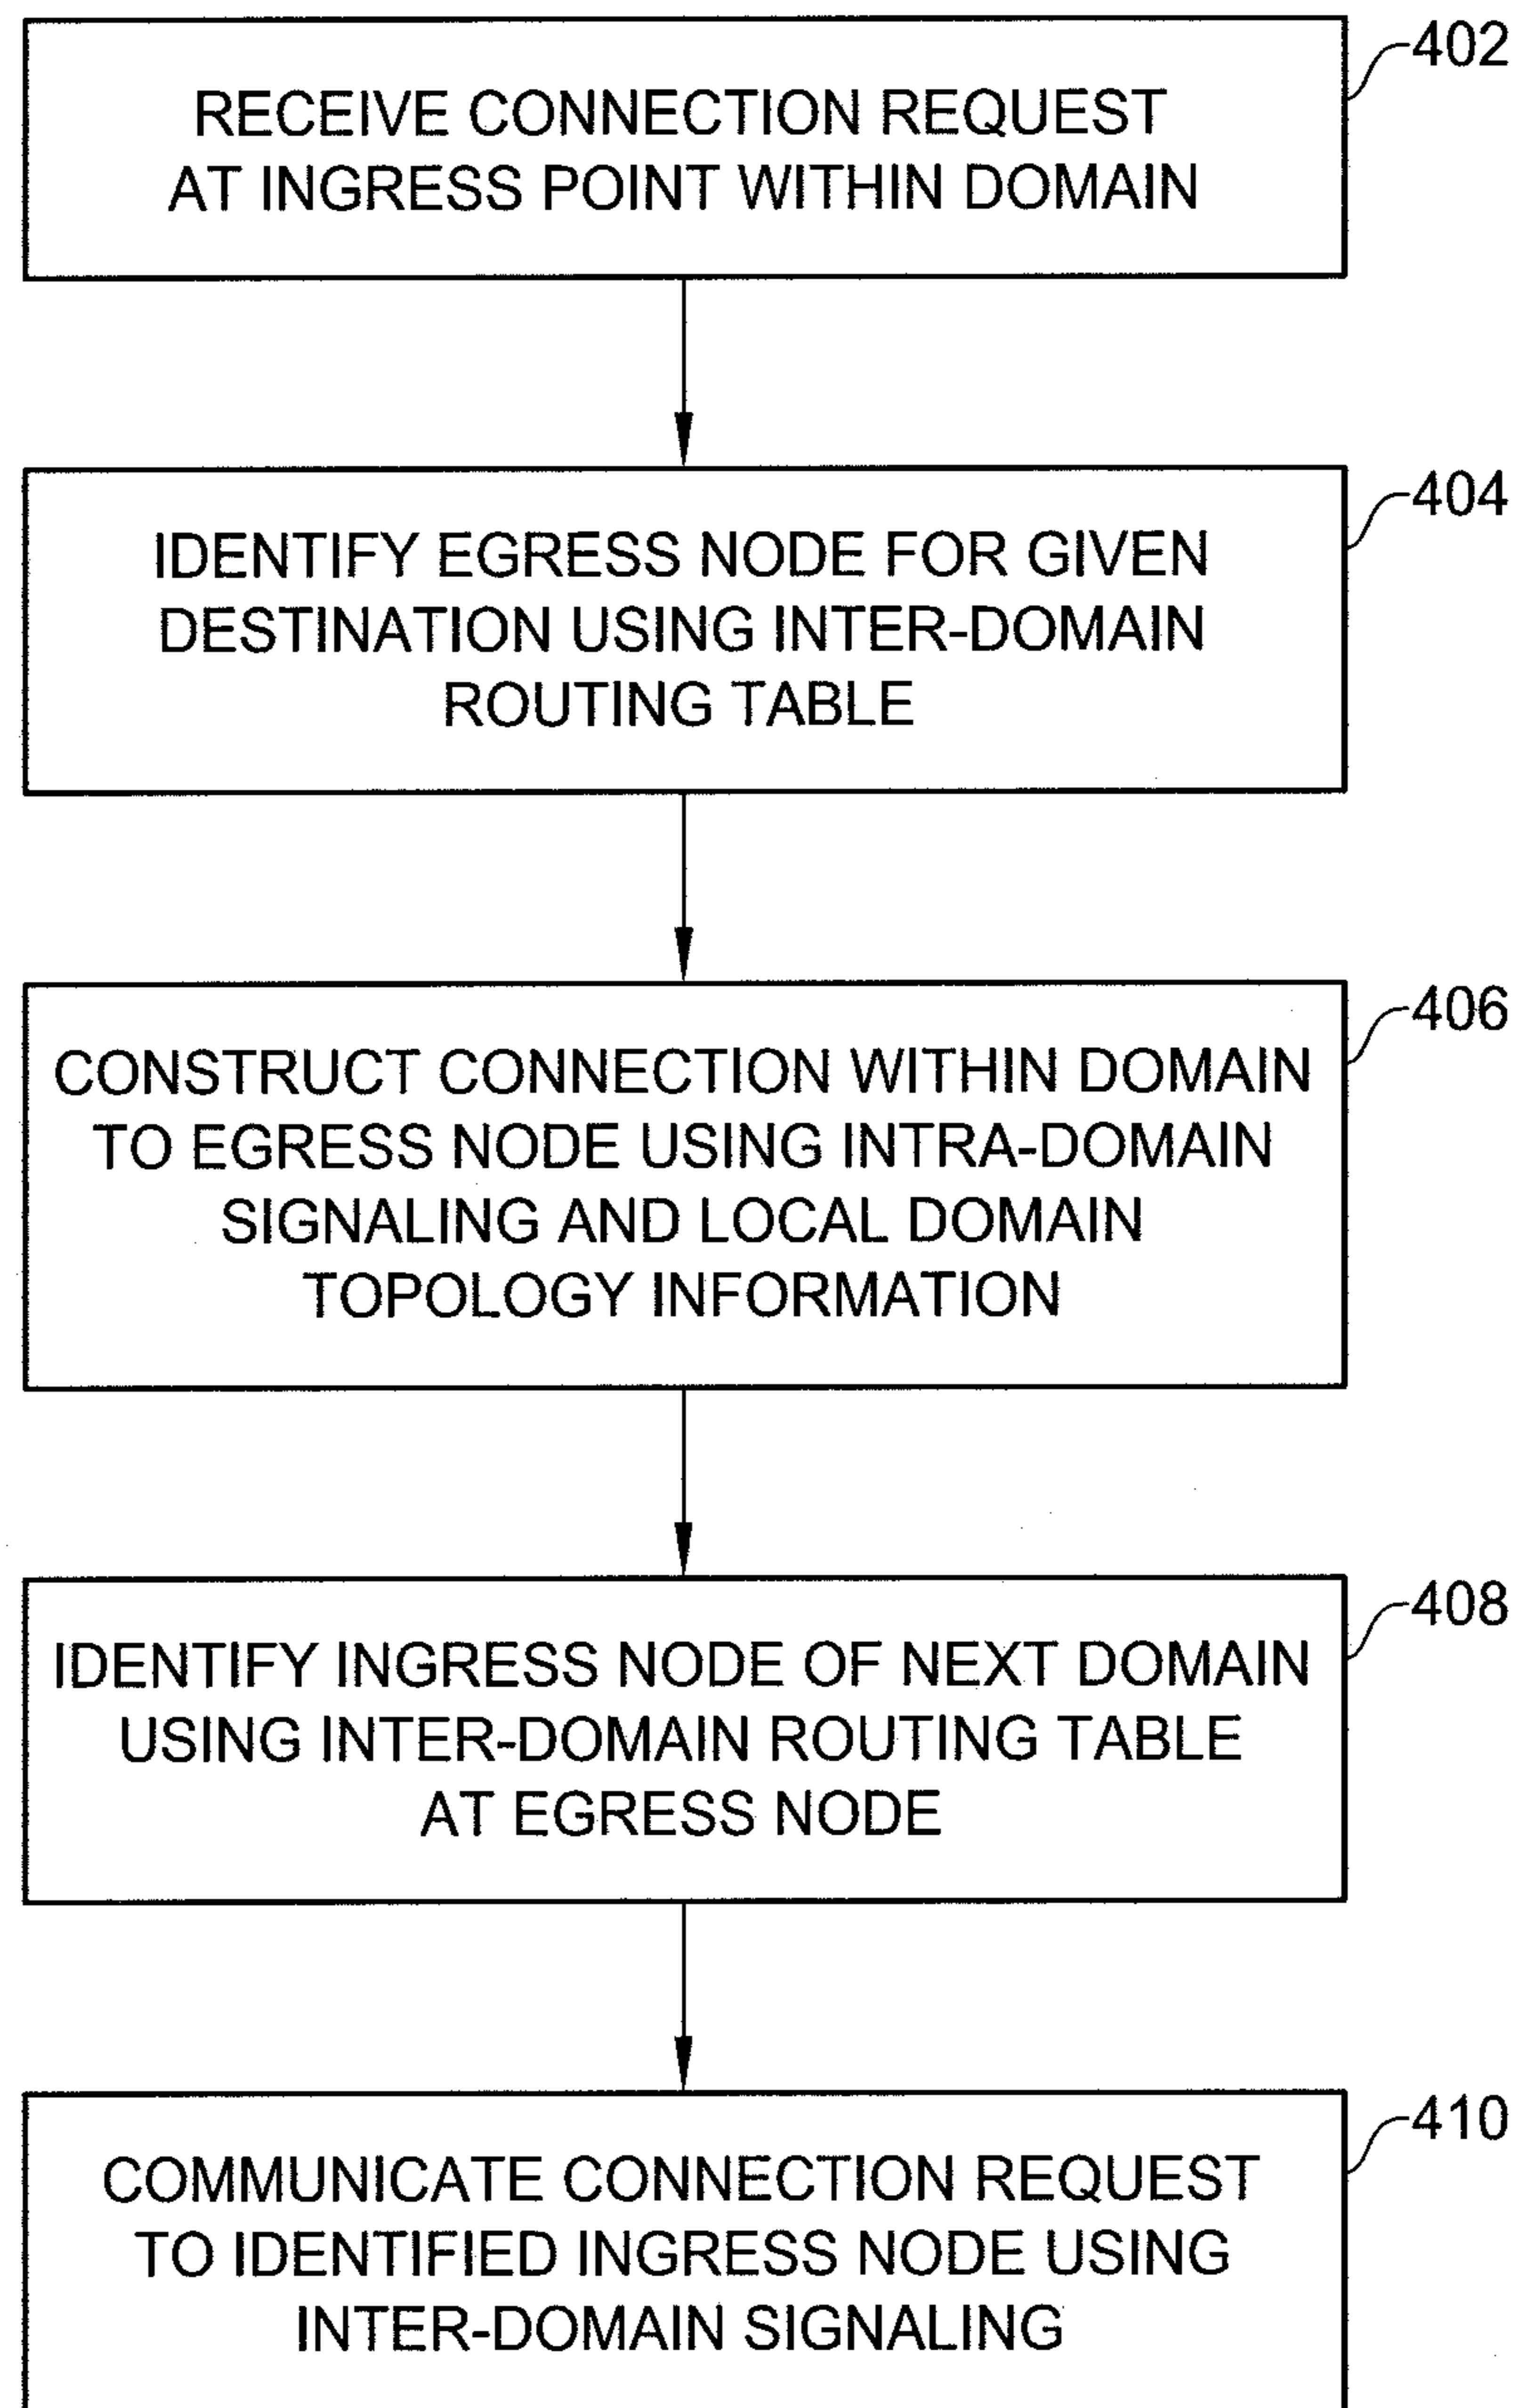 402
RECEIVE CONNECTION REQUEST
AT INGRESS POINT WITHIN DOMAIN
404
IDENTIFY EGRESS NODE FOR GIVEN
DESTINATION USING INTER-DOMAIN
ROUTING TABLE
406
CONSTRUCT CONNECTION WITHIN DOMAIN
TO EGRESS NODE USING INTRA-DOMAIN
SIGNALING AND LOCAL DOMAIN
TOPOLOGY INFORMATION
408
IDENTIFY INGRESS NODE OF NEXT DOMAIN
USING INTER-DOMAIN ROUTING TABLE
AT EGRESS NODE
410
COMMUNICATE CONNECTION REQUEST
TO IDENTIFIED INGRESS NODE USING
INTER-DOMAIN SIGNALING